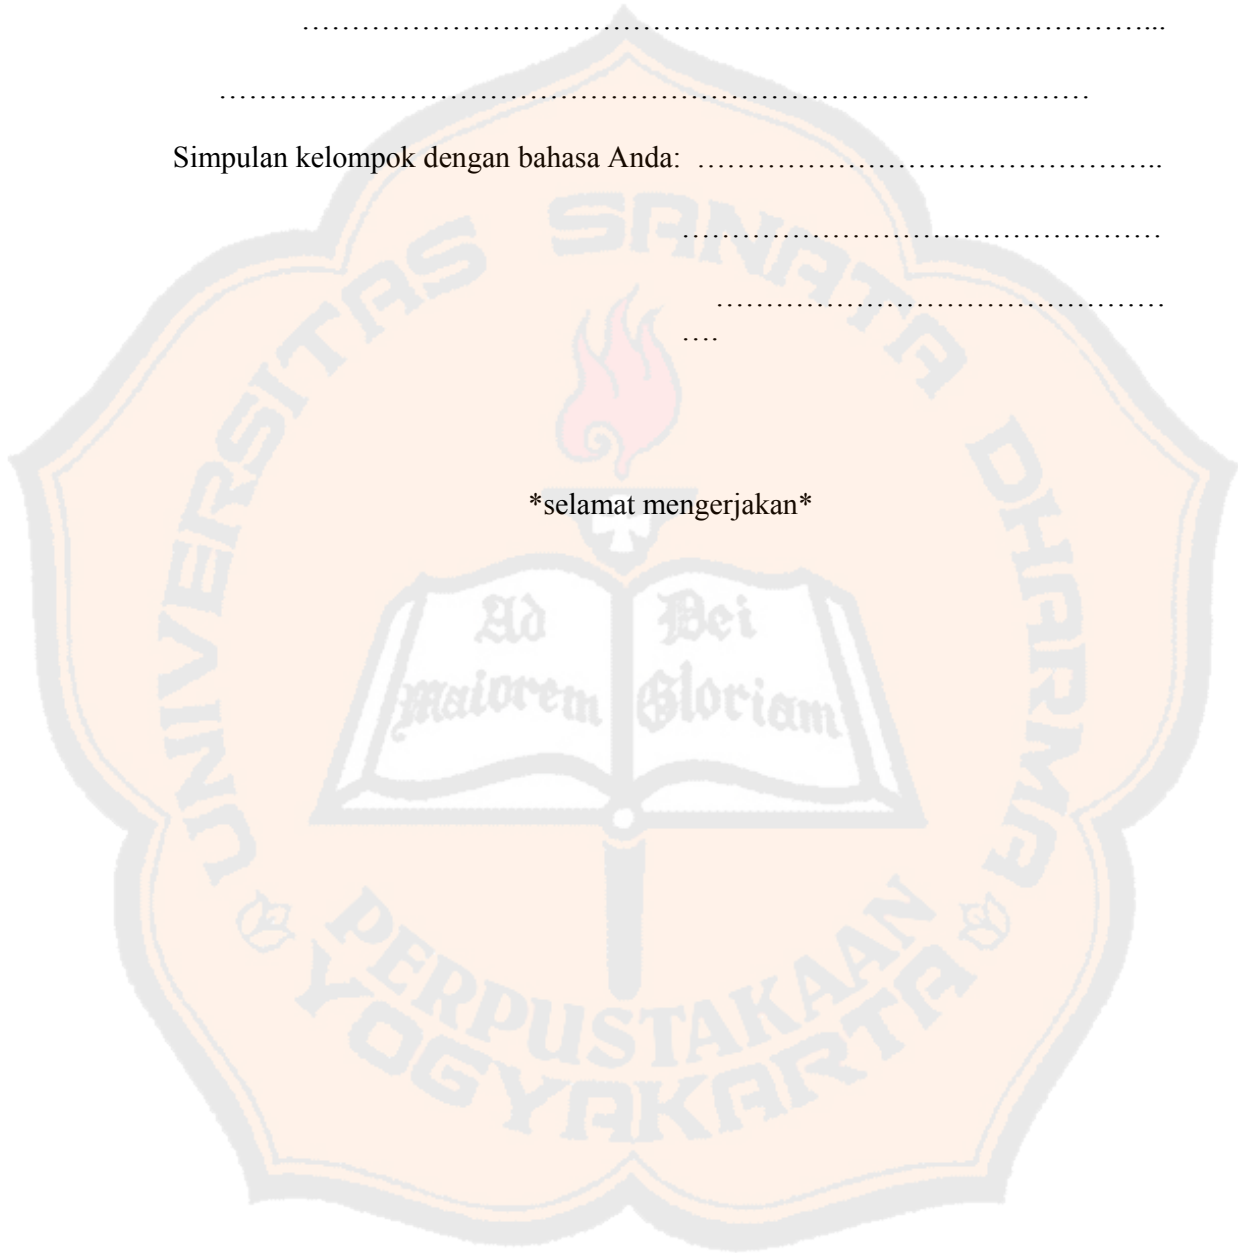 ………………………………………………………………………...
……………………………………………………………………………
Simpulan kelompok dengan bahasa Anda: ………………………………………..
…………………………………………
………………………………………
….
*selamat mengerjakan*
UNIVERSITAS SANATA DHARMA
Ad Dei
Maiorem Gloriam
PERPUSTAKAAN
YOGYAKARTA